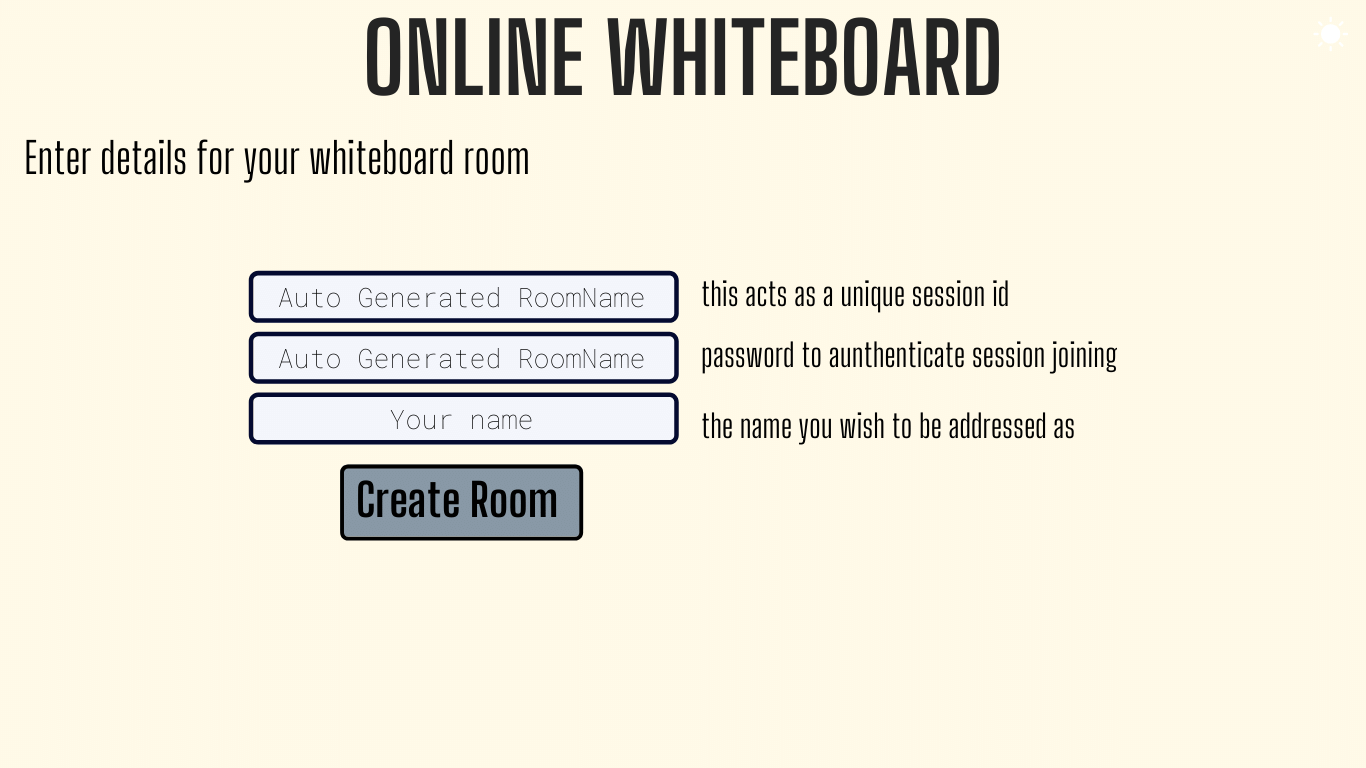 ONLINE WHITEBOARD
Enter details for your whiteboard room
Auto Generated RoomName this acts as a unique session id
Auto Generated RoomName password to aunthenticate session joining
Your name the name you wish to be addressed as
Create Room